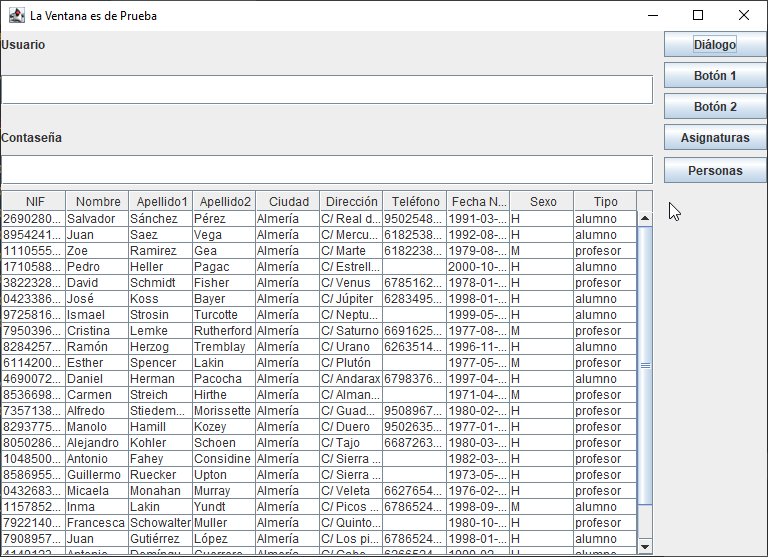 La Ventana es de Prueba
Usuario
Diálogo
Botón 1
Botón 2
Contaseña
Asignaturas
Personas
NIF Nombre Apellido1 Apellido2 Ciudad Dirección Teléfono Fecha N... Sexo Tipo
2690280... Salvador Sánchez Pérez Almería C/ Real d... 9502548... 1991-03-... H alumno
8954241... Juan Saez Vega Almería C/ Mercu... 6182538... 1992-08-... H alumno
1110555... Zoe Ramirez Gea Almería C/ Marte 6182238... 1979-08-... M profesor
1710588... Pedro Heller Pagac Almería C/ Estrell... 2000-10-... H alumno
3822328... David Schmidt Fisher Almería C/ Venus 6785162... 1978-01-... H profesor
0423386... José Koss Bayer Almería C/ Júpiter 6283495... 1998-01-... H alumno
9725816... Ismael Strosin Turcotte Almería C/ Neptu... 1999-05-... H alumno
7950396... Cristina Lemke Rutherford Almería C/ Saturno 6691625... 1977-08-... M profesor
8284257... Ramón Herzog Tremblay Almería C/ Urano 6263514... 1996-11-... H alumno
6114200... Esther Spencer Lakin Almería C/ Plutón 1977-05-... M profesor
4690072... Daniel Herman Pacocha Almería C/ Andarax 6798376... 1997-04-... H alumno
8536698... Carmen Streich Hirthe Almería C/ Alman... 1971-04-... M profesor
7357138... Alfredo Stiedem... Morissette Almería C/ Guad... 9508967... 1980-02-... H profesor
8293775... Manolo Hamill Kozey Almería C/ Duero 9502635... 1977-01-... H profesor
8050286... Alejandro Kohler Schoen Almería C/ Tajo 6687263... 1980-03-... H profesor
1048500... Antonio Fahey Considine Almería C/ Sierra ... 1982-03-... H profesor
8586955... Guillermo Ruecker Upton Almería C/ Sierra ... 1973-05-... H profesor
0432683... Micaela Monahan Murray Almería C/ Veleta 6627654... 1976-02-... H profesor
1157852... Inma Lakin Yundt Almería C/ Picos ... 6786524... 1998-09-... M alumno
7922140... Francesca Schowalter Muller Almería C/ Quinto... 1980-10-... H profesor
7908957... Juan Gutiérrez López Almería C/ Los pi... 6786524... 1998-01-... H alumno
Antonio Domíngu... Guerrero Almería C/ Cabo ... H alumno